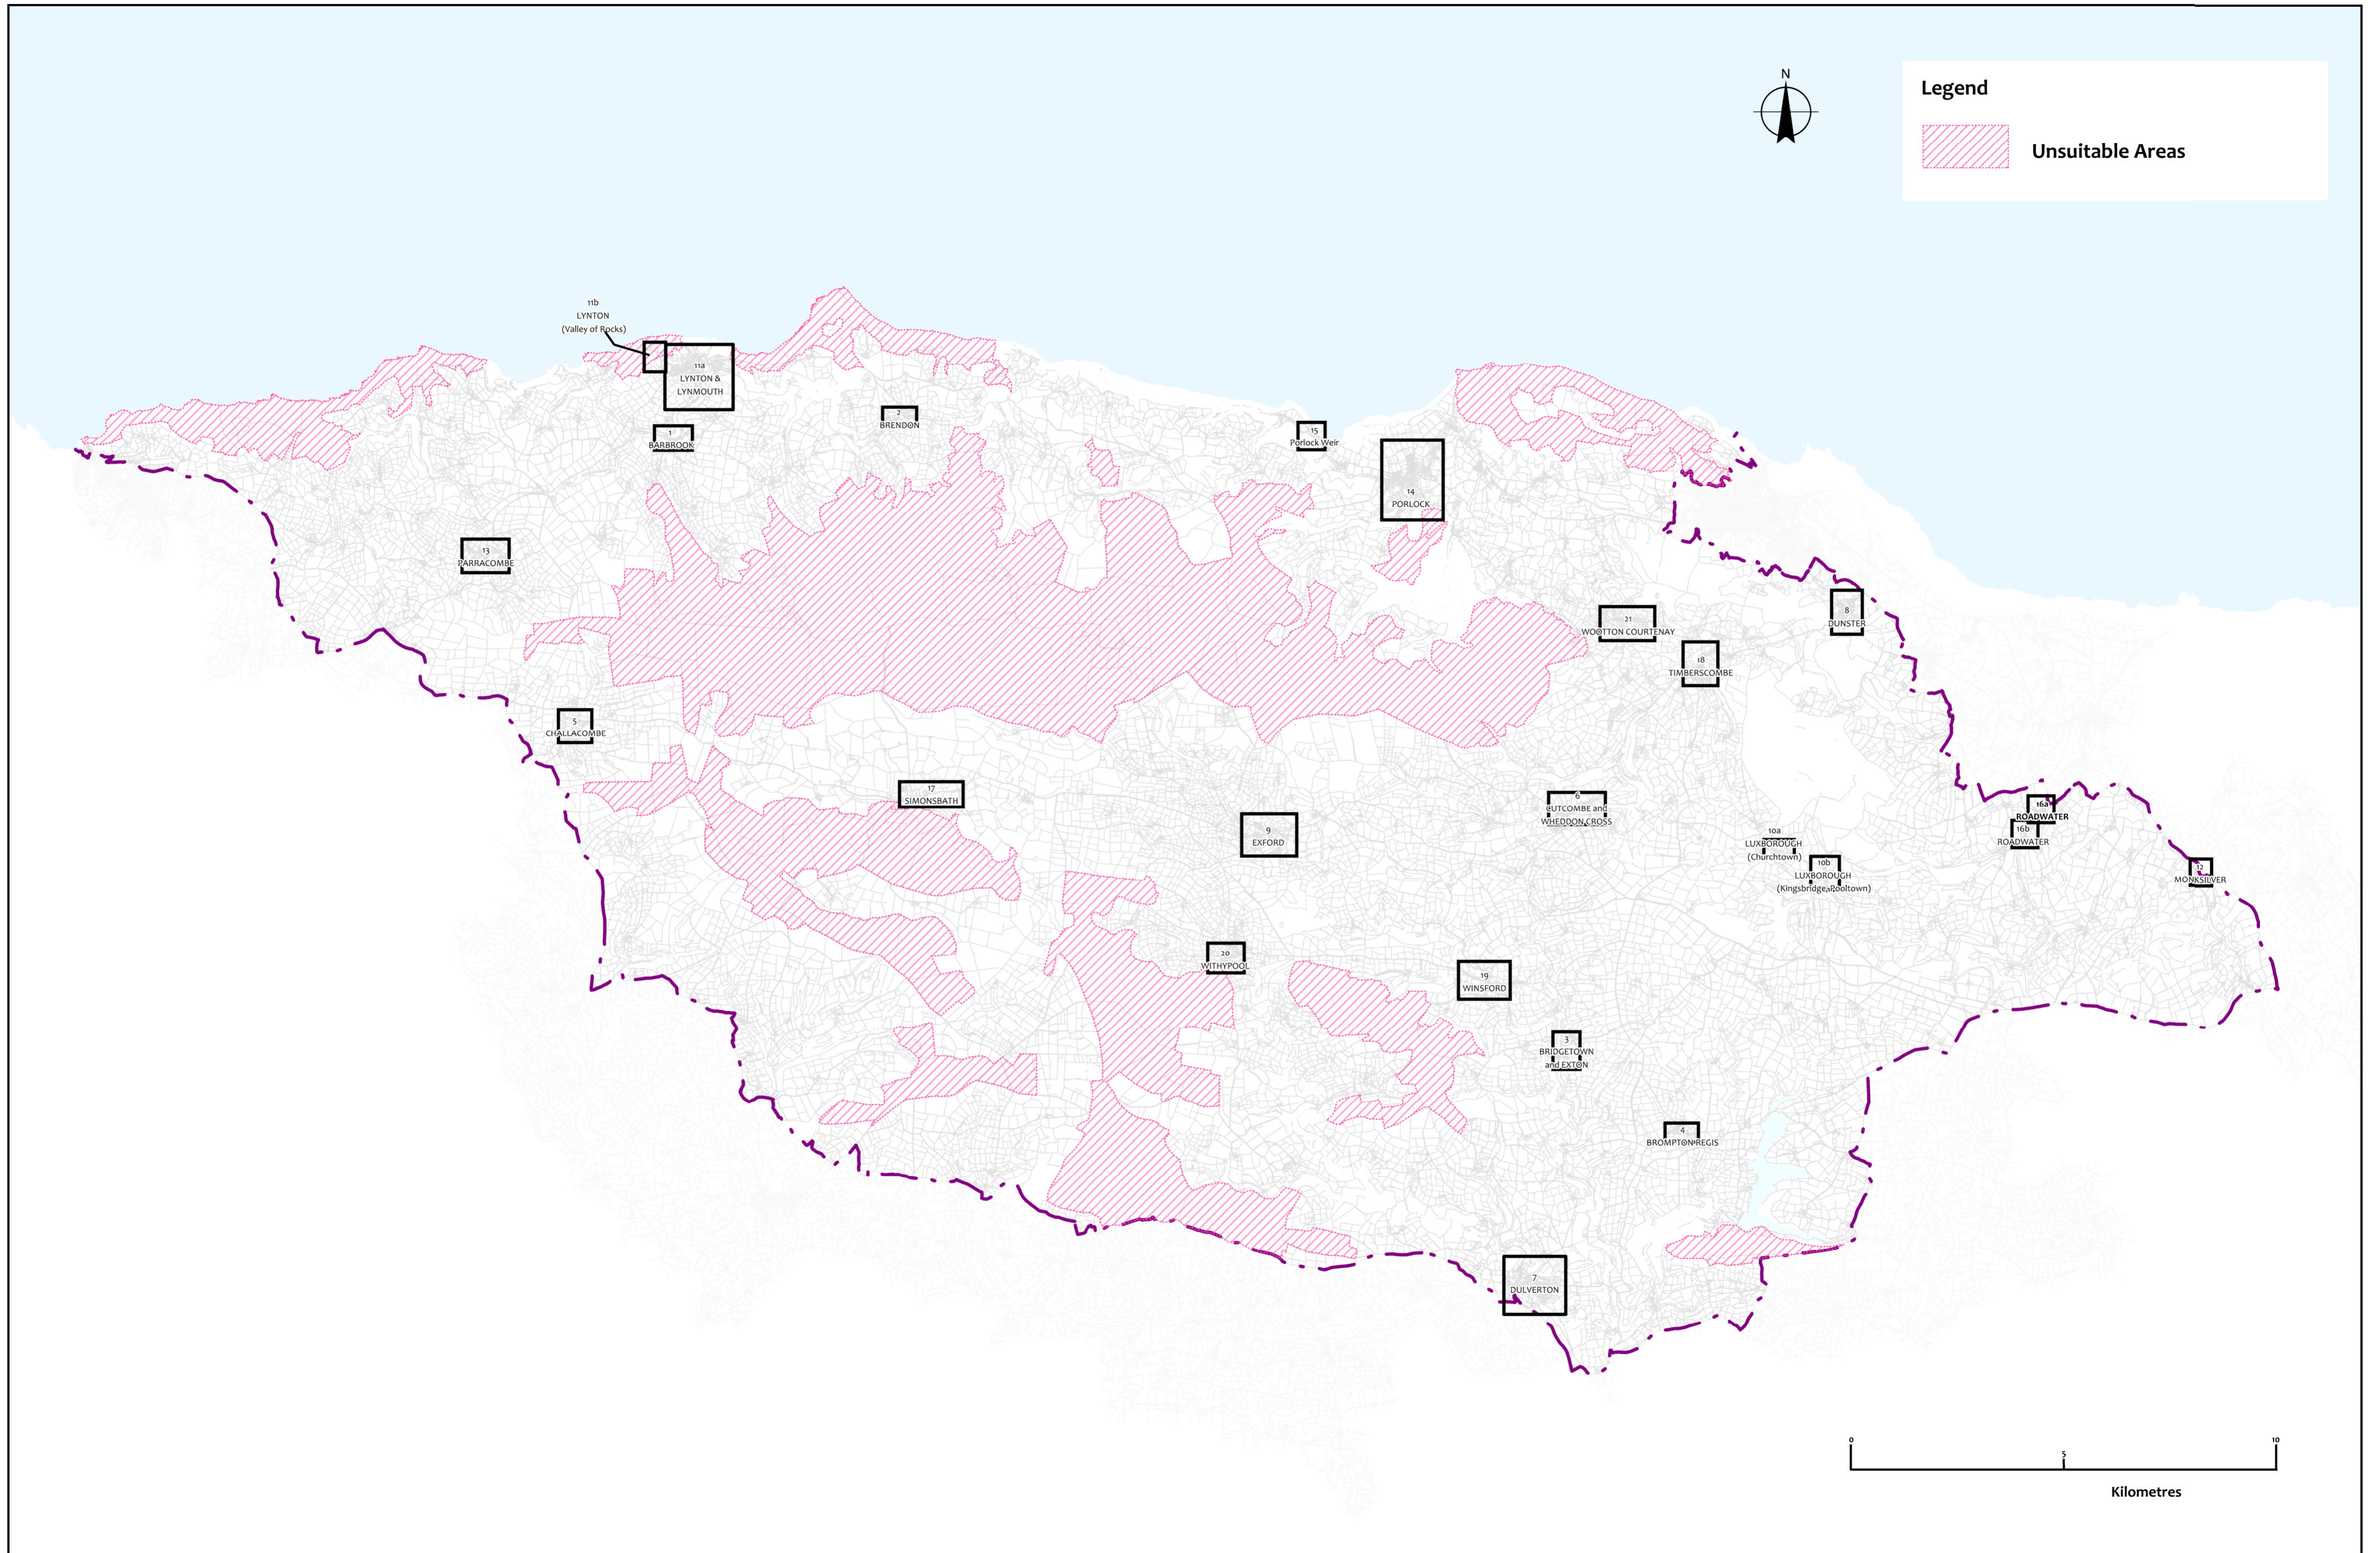 N
Legend
Unsuitable Areas
11b
LYNTON
(Valley of Rocks)
11a
LYNTON &
LYNMOUTH
2
BRENDON
1
BARBROOK
15
Porlock Weir
14
PORLOCK
13
PARRACOMBE
8
DUNSTER
21
WOOTTON COURTENAY
18
TIMBERSCOMBE
5
CHALLACOMBE
17
SIMONSBATH
6
CUTCOMBE and
WHEDDON CROSS
9
EXFORD
16a
ROADWATER
16b
ROADWATER
10a
LUXBOROUGH
(Churchtown)
10b
LUXBOROUGH
(Kingsbridge, Pooltown)
12
MONKSILVER
20
WITHYPOOL
19
WINSFORD
3
BRIDGETOWN
and EXTON
4
BROMPTON REGIS
7
DULVERTON
0
5
10
Kilometres